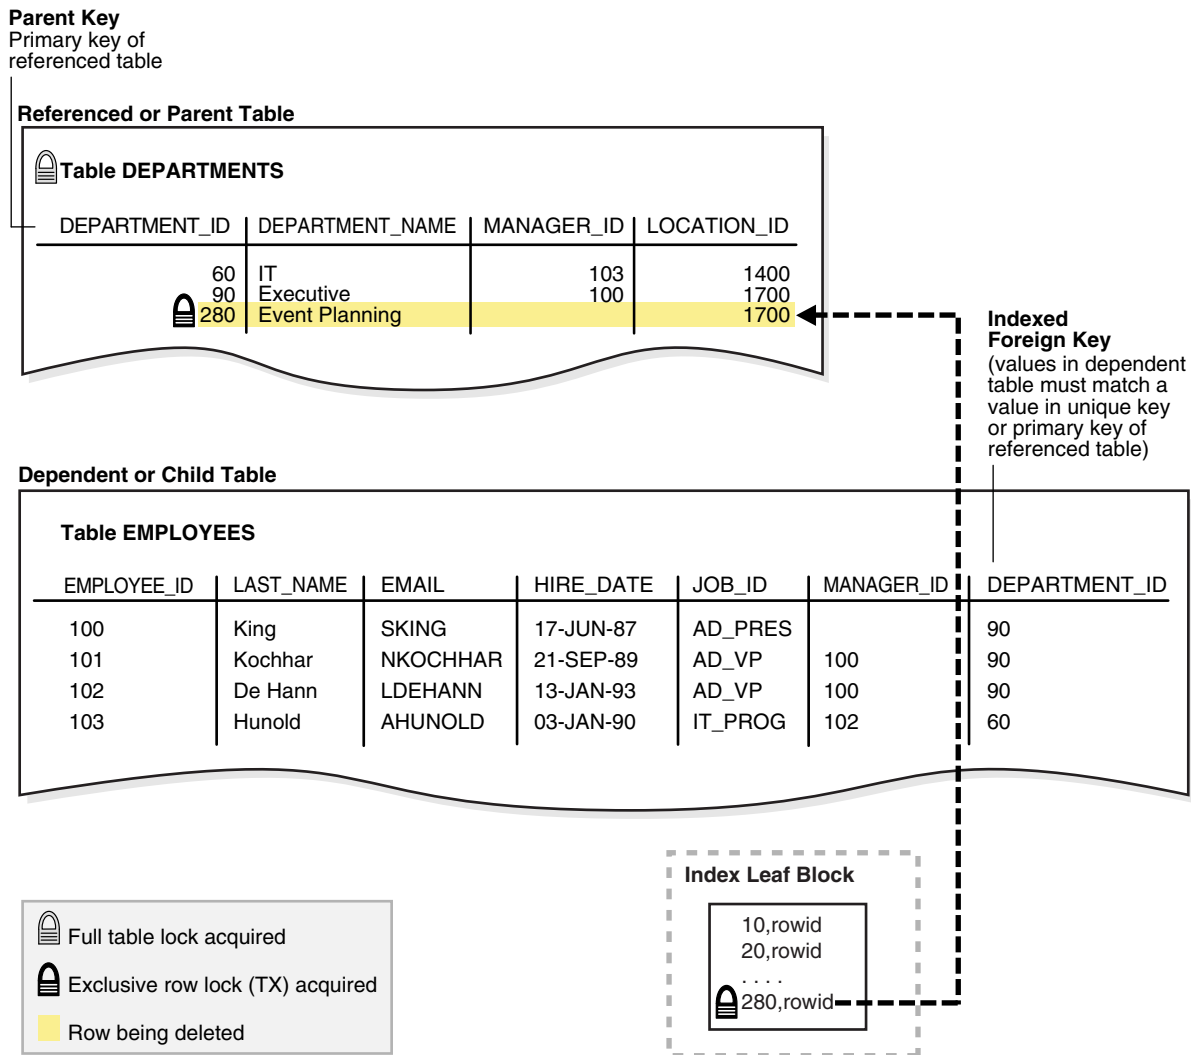 Parent Key
Primary key of
referenced table
Referenced or Parent Table
Table DEPARTMENTS
DEPARTMENT_ID DEPARTMENT_NAME MANAGER_ID LOCATION_ID
60 IT 103 1400
90 Executive 100 1700
280 Event Planning 1700
Indexed
Foreign Key
(values in dependent
table must match a
value in unique key
or primary key of
referenced table)
Dependent or Child Table
Table EMPLOYEES
EMPLOYEE_ID LAST_NAME EMAIL HIRE_DATE JOB_ID MANAGER_ID DEPARTMENT_ID
100 King SKING 17-JUN-87 AD_PRES 90
101 Kochhar NKOCHHAR 21-SEP-89 AD_VP 100 90
102 De Hann LDEHANN 13-JAN-93 AD_VP 100 90
103 Hunold AHUNOLD 03-JAN-90 IT_PROG 102 60
Index Leaf Block
10,rowid
20,rowid
. . . .
280,rowid
Full table lock acquired
Exclusive row lock (TX) acquired
Row being deleted